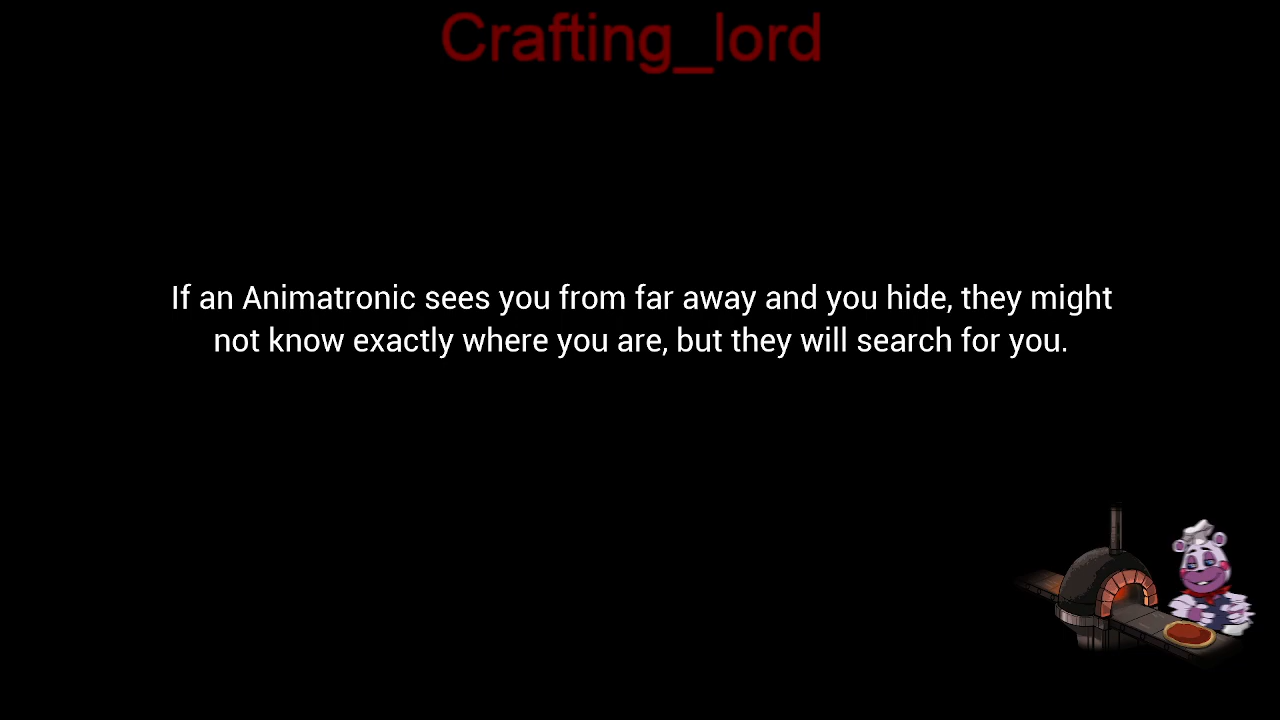 Crafting_lord
If an Animatronic sees you from far away and you hide, they might
not know exactly where you are, but they will search for you.